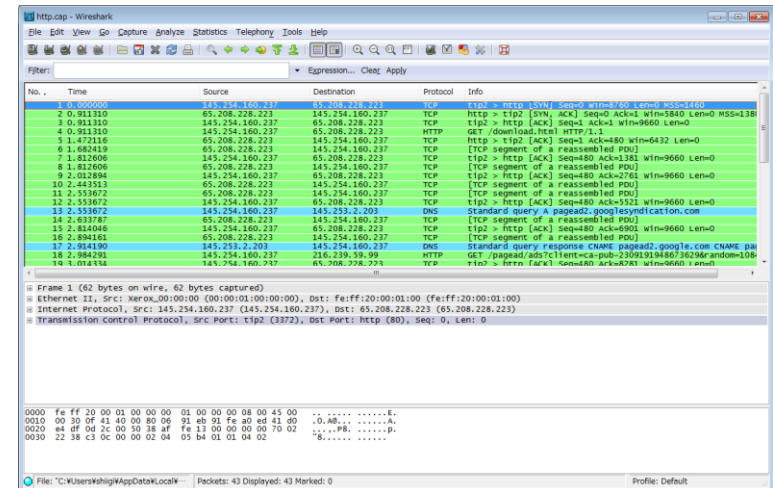 http.cap - Wireshark
File Edit View Go Capture Analyze Statistics Telephony Tools Help
Filter: Expression... Clear Apply
No. . Time Source Destination Protocol Info
1 0.000000 145.254.160.237 65.208.228.223 TCP tip2 > http [SYN] Seq=0 Win=8760 Len=0 MSS=1460
2 0.911310 65.208.228.223 145.254.160.237 TCP http > tip2 [SYN, ACK] Seq=0 Ack=1 Win=5840 Len=0 MSS=1380
3 0.911310 145.254.160.237 65.208.228.223 TCP tip2 > http [ACK] Seq=1 Ack=1 Win=9660 Len=0
4 0.911310 145.254.160.237 65.208.228.223 HTTP GET /download.html HTTP/1.1
5 1.472116 65.208.228.223 145.254.160.237 TCP http > tip2 [ACK] Seq=1 Ack=480 Win=6432 Len=0
6 1.682419 65.208.228.223 145.254.160.237 TCP [TCP segment of a reassembled PDU]
7 1.812606 145.254.160.237 65.208.228.223 TCP tip2 > http [ACK] Seq=480 Ack=1381 Win=9660 Len=0
8 1.812606 65.208.228.223 145.254.160.237 TCP [TCP segment of a reassembled PDU]
9 2.012894 145.254.160.237 65.208.228.223 TCP tip2 > http [ACK] Seq=480 Ack=2761 Win=9660 Len=0
10 2.443513 65.208.228.223 145.254.160.237 TCP [TCP segment of a reassembled PDU]
11 2.553672 65.208.228.223 145.254.160.237 TCP [TCP segment of a reassembled PDU]
12 2.553672 145.254.160.237 65.208.228.223 TCP tip2 > http [ACK] Seq=480 Ack=5521 Win=9660 Len=0
13 2.553672 145.254.160.237 145.253.2.203 DNS Standard query A pagead2.googlesyndication.com
14 2.633787 65.208.228.223 145.254.160.237 TCP [TCP segment of a reassembled PDU]
15 2.814046 145.254.160.237 65.208.228.223 TCP tip2 > http [ACK] Seq=480 Ack=6901 Win=9660 Len=0
16 2.894161 65.208.228.223 145.254.160.237 TCP [TCP segment of a reassembled PDU]
17 2.914190 145.253.2.203 145.254.160.237 DNS Standard query response CNAME pagead2.google.com CNAME pag
18 2.984291 145.254.160.237 216.239.59.99 HTTP GET /pagead/ads?client=ca-pub-2309191948673629&random=108
19 3.014334 145.254.160.237 65.208.228.223 TCP tip2 > http [ACK] Seq=480 Ack=8281 Win=9660 Len=0
Frame 1 (62 bytes on wire, 62 bytes captured)
Ethernet II, Src: Xerox_00:00:00 (00:00:01:00:00:00), Dst: fe:ff:20:00:01:00 (fe:ff:20:00:01:00)
Internet Protocol, Src: 145.254.160.237 (145.254.160.237), Dst: 65.208.228.223 (65.208.228.223)
Transmission Control Protocol, Src Port: tip2 (3372), Dst Port: http (80), Seq: 0, Len: 0
0000 fe ff 20 00 01 00 00 00 01 00 00 00 08 00 45 00 .. ..... ......E.
0010 00 30 0f 41 40 00 80 06 91 eb 91 fe a0 ed 41 d0 .0.A@... ......A.
0020 e4 df 0d 2c 00 50 38 af fe 13 00 00 00 00 70 02 ...,.P8. ......p.
0030 22 38 c3 0c 00 00 02 04 05 b4 01 01 04 02 "8...... ......
File: "C:¥Users¥shiigi¥AppData¥Local¥··· Packets: 43 Displayed: 43 Marked: 0 Profile: Default